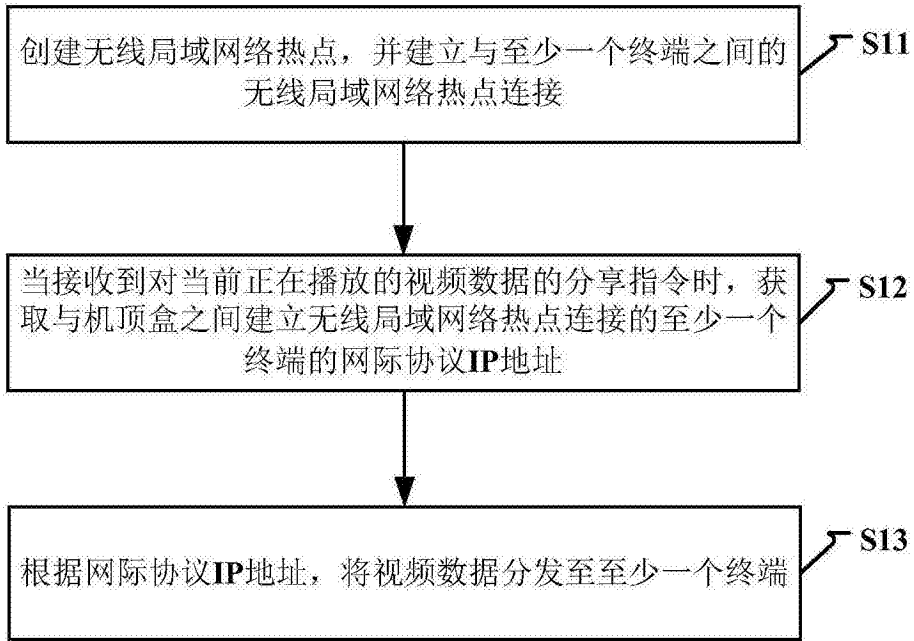 创建无线局域网络热点，并建立与至少一个终端之间的
无线局域网络热点连接
S11
当接收到对当前正在播放的视频数据的分享指令时，获
取与机顶盒之间建立无线局域网络热点连接的至少一个
终端的网际协议IP地址
S12
根据网际协议IP地址，将视频数据分发至至少一个终端
S13